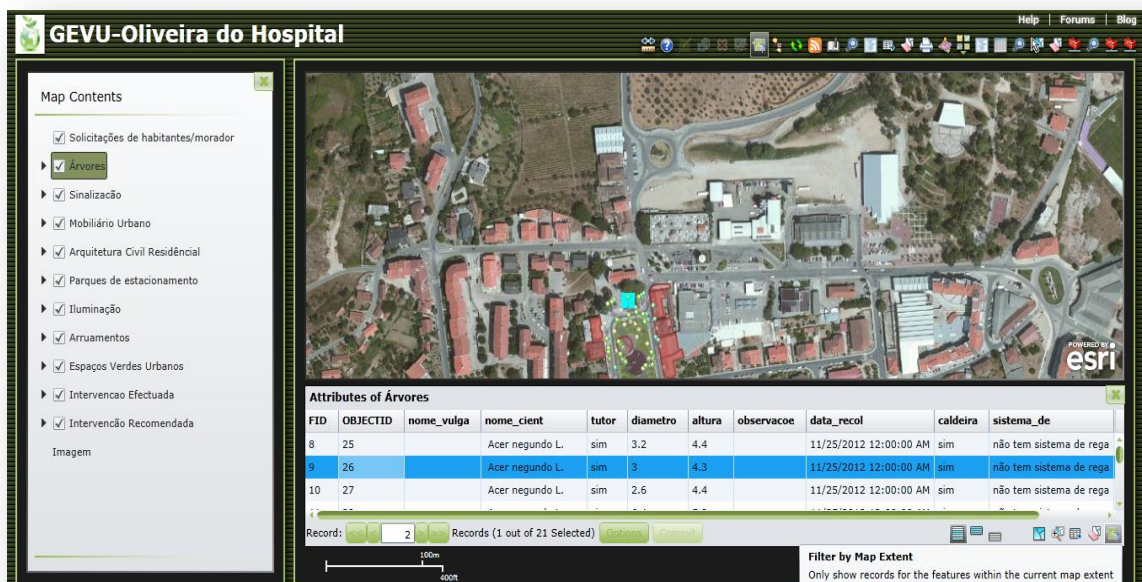 Help | Forums | Blog
GEVU-Oliveira do Hospital
Map Contents
Solicitações de habitantes/morador
Árvores
Sinalizacão
Mobiliário Urbano
Arquitetura Civil Residêncial
Parques de estacionamento
Iluminação
Arruamentos
Espaços Verdes Urbanos
Intervencao Efectuada
Intervencão Recomendada
Imagem
POWERED BY
esri
Attributes of Árvores
FID OBJECTID nome_vulga nome_cient tutor diametro altura observacoe data_recol caldeira sistema_de
8 25 Acer negundo L. sim 3.2 4.4 11/25/2012 12:00:00 AM sim não tem sistema de rega
9 26 Acer negundo L. sim 3 4.3 11/25/2012 12:00:00 AM sim não tem sistema de rega
10 27 Acer negundo L. sim 2.6 4.4 11/25/2012 12:00:00 AM sim não tem sistema de rega
Record: << < 2 > >> Records (1 out of 21 Selected) Options
100m
400ft
Filter by Map Extent
Only show records for the features within the current map extent